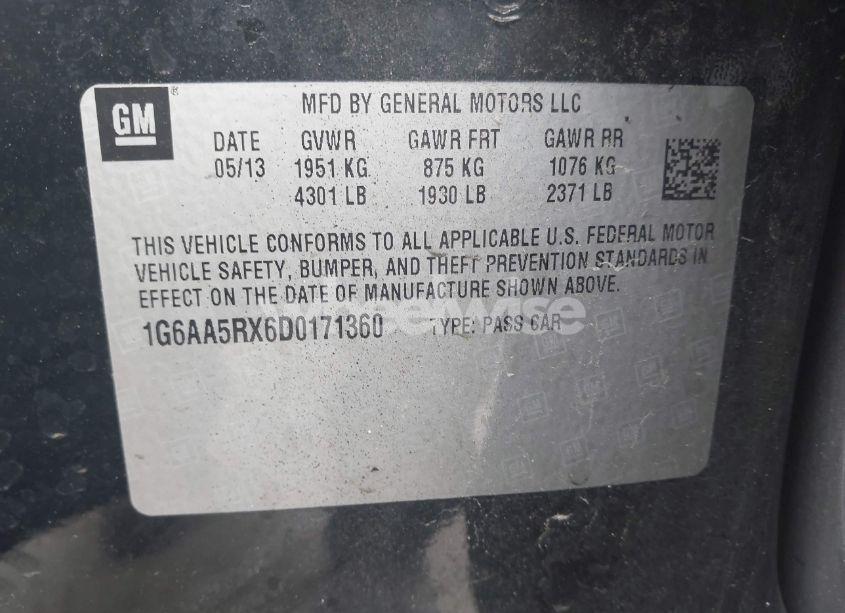 GM
®
MFD BY GENERAL MOTORS LLC
DATE GVWR GAWR FRT GAWR RR
05/13 1951 KG 875 KG 1076 KG
4301 LB 1930 LB 2371 LB
THIS VEHICLE CONFORMS TO ALL APPLICABLE U.S. FEDERAL MOTOR
VEHICLE SAFETY, BUMPER, AND THEFT PREVENTION STANDARDS IN
EFFECT ON THE DATE OF MANUFACTURE SHOWN ABOVE.
1G6AA5RX6D0171360 TYPE: PASS CAR